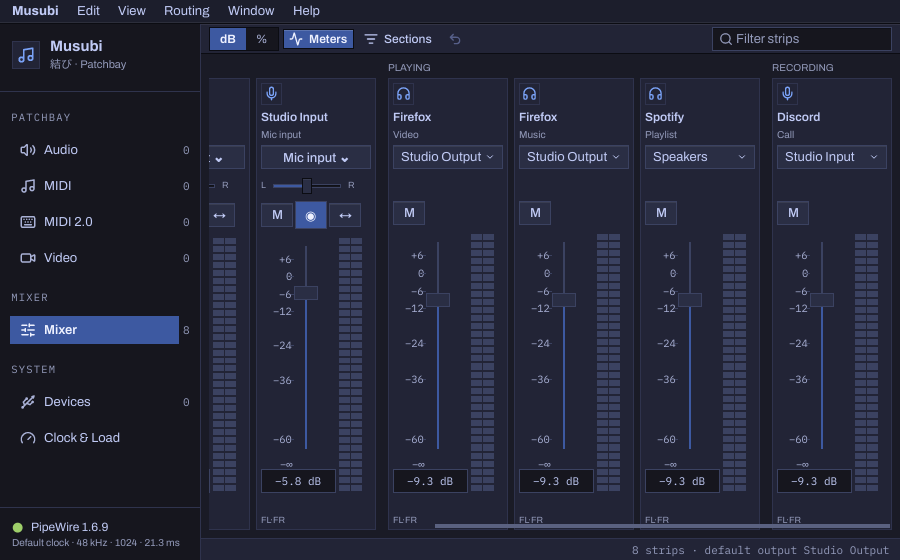 Musubi Edit View Routing Window Help
Musubi
結び · Patchbay
PATCHBAY
Audio 0
MIDI 0
MIDI 2.0 0
Video 0
MIXER
Mixer 8
SYSTEM
Devices 0
Clock & Load
PipeWire 1.6.9
Default clock · 48 kHz · 1024 · 21.3 ms
dB % Meters Sections Filter strips
PLAYING RECORDING
Studio Input Firefox Firefox Spotify Discord
Mic input Video Music Playlist Call
Mic input Studio Output Studio Output Speakers Studio Input
R L R
M M M M M
+6 +6 +6 +6 +6
0 0 0 0 0
−6 −6 −6 −6 −6
−12 −12 −12 −12 −12
−24 −24 −24 −24 −24
−36 −36 −36 −36 −36
−60 −60 −60 −60 −60
−∞ −∞ −∞ −∞ −∞
−5.8 dB −9.3 dB −9.3 dB −9.3 dB −9.3 dB
FL·FR FL·FR FL·FR FL·FR FL·FR
8 strips · default output Studio Output